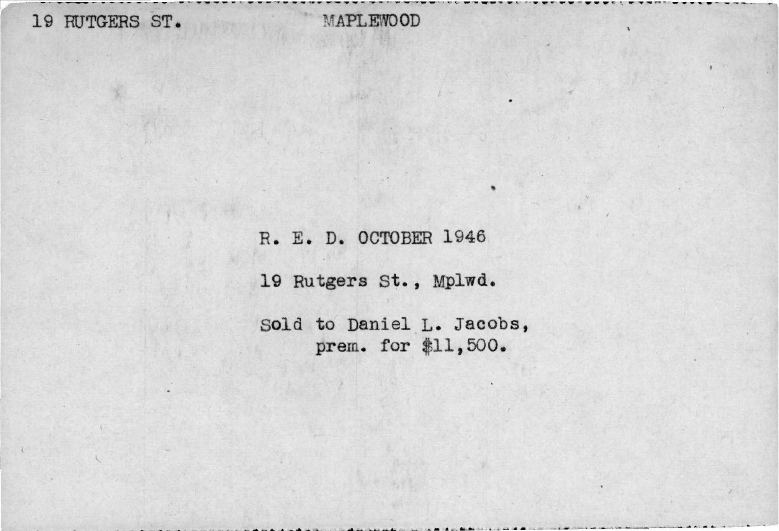 19 RUTGERS ST. MAPLEWOOD
R. E. D. OCTOBER 1946
19 Rutgers St., Mplwd.
Sold to Daniel L. Jacobs,
prem. for $11,500.